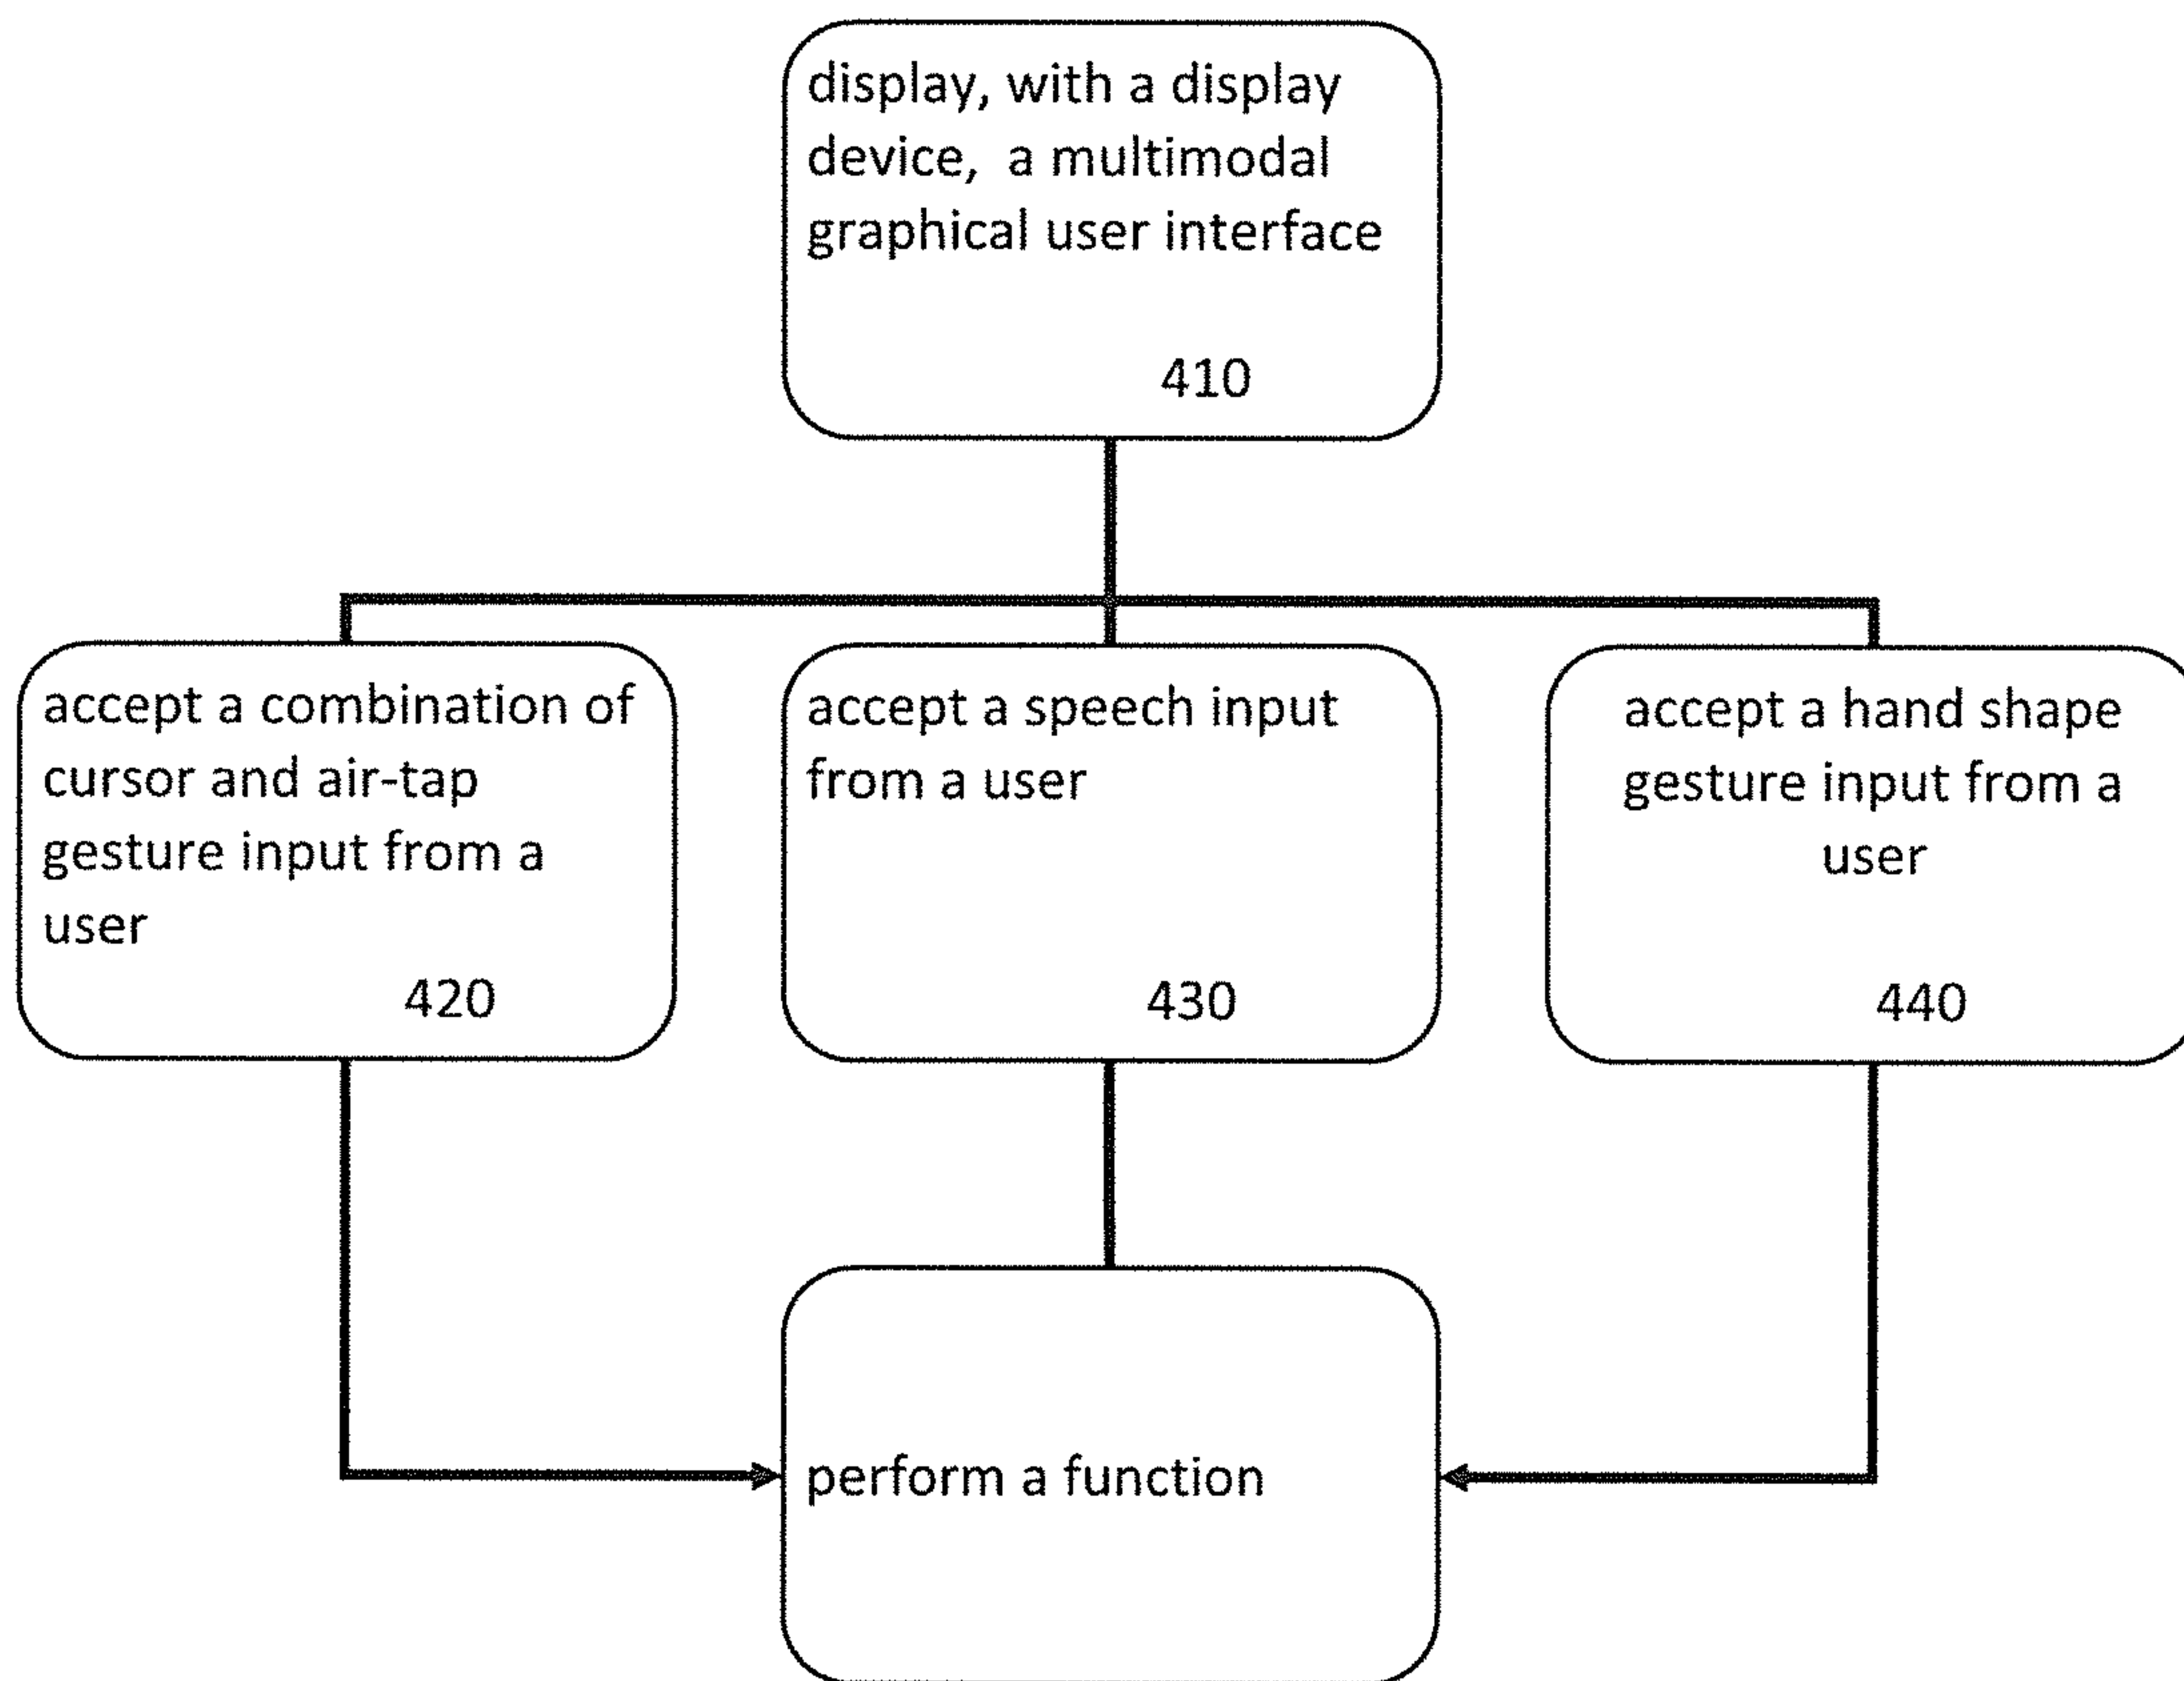 display, with a display
device,  a multimodal
graphical user interface
410
accept a combination of
cursor and air-tap
gesture input from a
user
420
accept a speech input
from a user
430
accept a hand shape
gesture input from a
user
440
perform a function